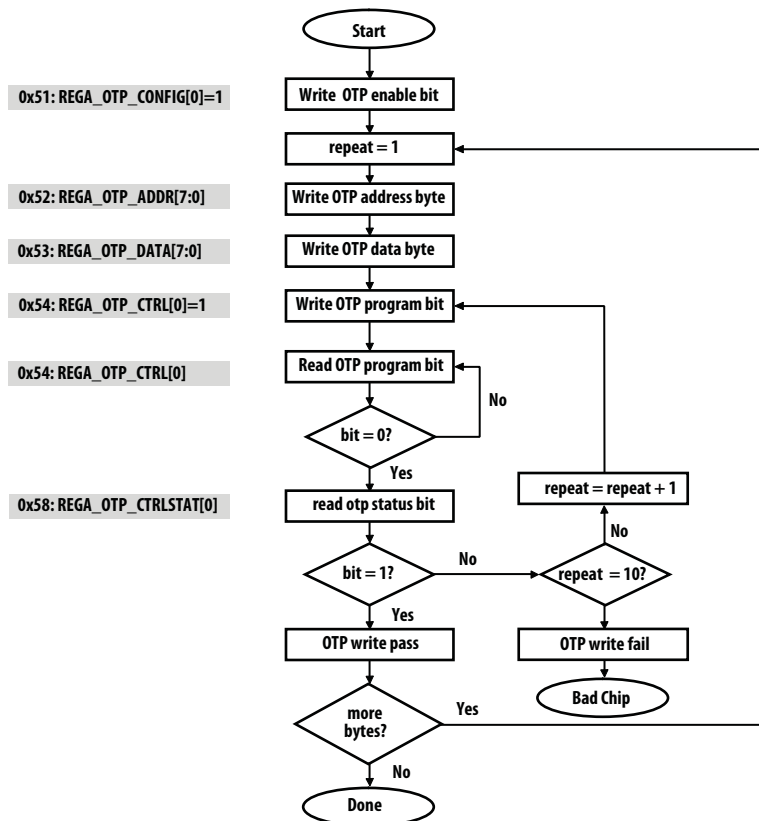 Start
0x51: REGA_OTP_CONFIG[0]=1
Write OTP enable bit
repeat = 1
0x52: REGA_OTP_ADDR[7:0]
Write OTP address byte
0x53: REGA_OTP_DATA[7:0]
Write OTP data byte
0x54: REGA_OTP_CTRL[0]=1
Write OTP program bit
0x54: REGA_OTP_CTRL[0]
Read OTP program bit
No
bit = 0?
Yes
0x58: REGA_OTP_CTRLSTAT[0]
read otp status bit
repeat = repeat + 1
No
bit = 1?
No
repeat = 10?
Yes
OTP write pass
OTP write fail
Bad Chip
more
bytes?
Yes
No
Done